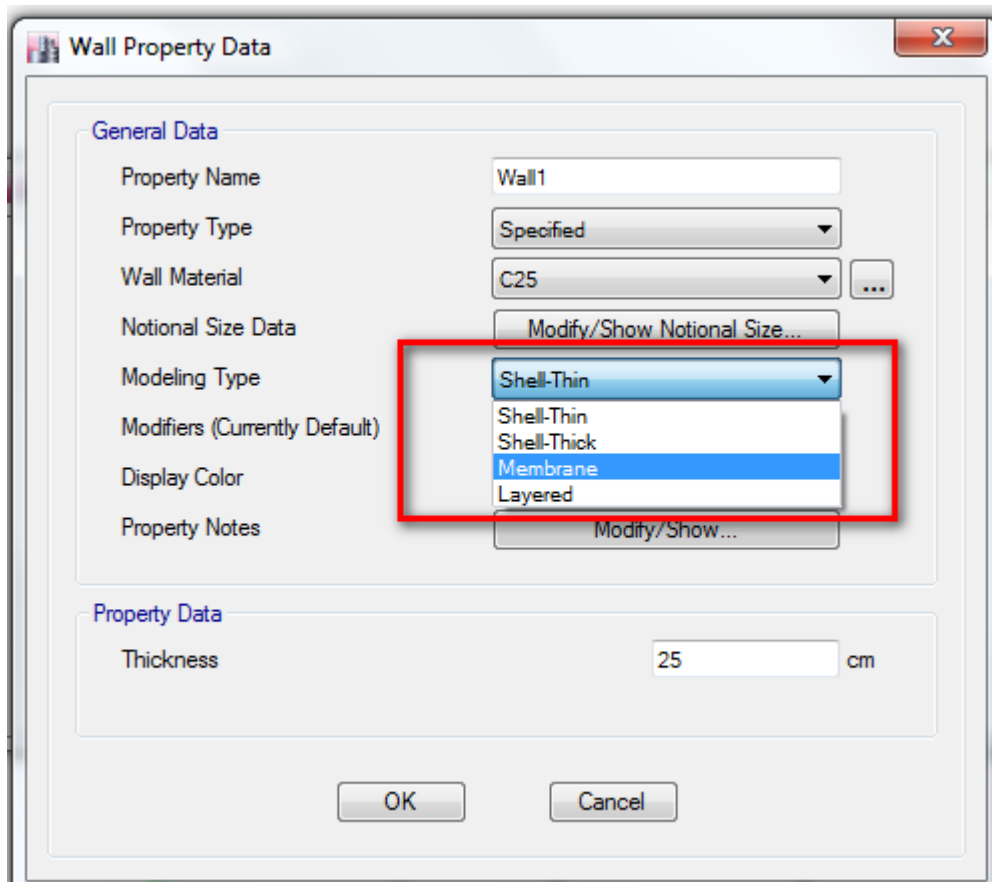 Wall Property Data
General Data
Property Name Wall1
Property Type Specified
Wall Material C25 ...
Notional Size Data Modify/Show Notional Size...
Modeling Type Shell-Thin
Shell-Thin
Modifiers (Currently Default)
Shell-Thick
Membrane
Display Color
Layered
Property Notes Modify/Show...
Property Data
Thickness 25 cm
OK Cancel